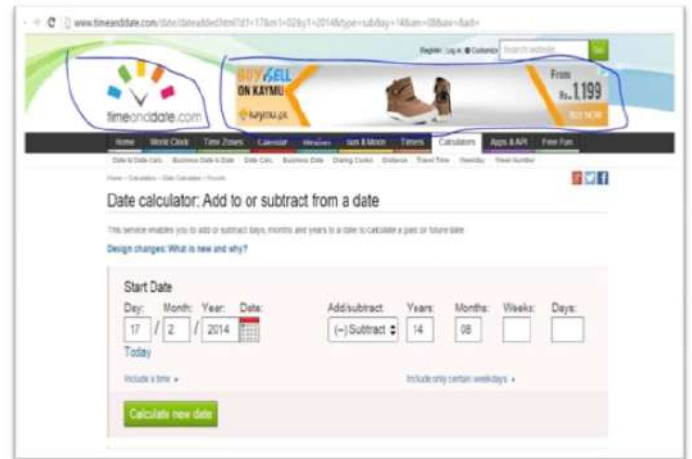 www.timeanddate.com/date/dateadded.html?d1=17&m1=02&y1=2014&type=sub&ay=14&am=08&aw=&ad=
Register Log in Customize Search website Go
BUY/SELL
ON KAYMU
kaymu.pk
From
Rs. 1,199
BUY NOW
timeanddate.com
Home World Clock Time Zones Calendar Weather Sun & Moon Timers Calculators Apps & API Free Fun
Date to Date Calc. Business Date to Date Date Calc. Business Date Dialing Codes Distance Travel Time Weekday Week Number
Home > Calculators > Date Calculator > Results
Date calculator: Add to or subtract from a date
This service enables you to add or subtract days, months and years to a date to calculate a past or future date
Design changes: What is new and why?
Start Date
Day: Month: Year: Date: Add/subtract: Years: Months: Weeks: Days:
17 / 2 / 2014 (–) Subtract 14 08
Today
Include a time Include only certain weekdays
Calculate new date